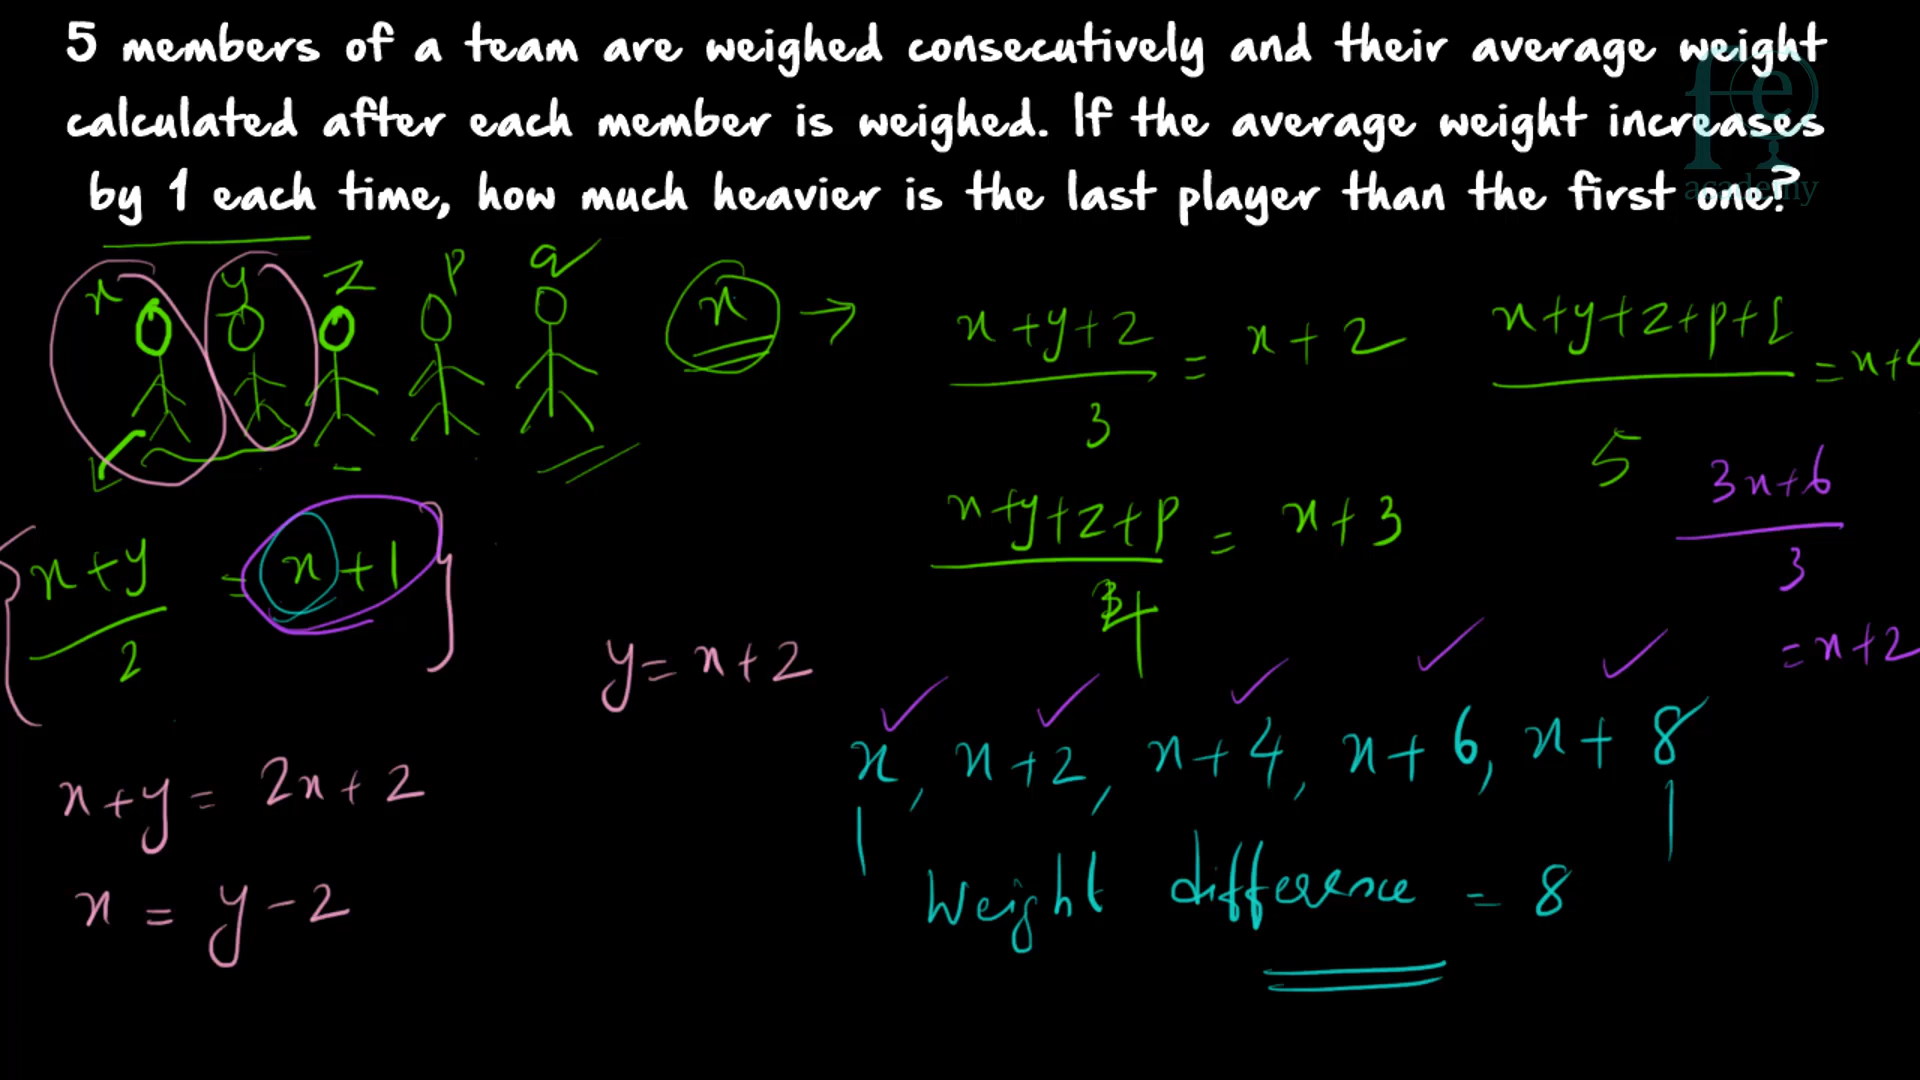 5 members of a team are weighed consecutively and their average weight
calculated after each member is weighed. If the average weight increases
by 1 each time, how much heavier is the last player than the first one?
fe
academy
x y z p q
x →
x+y+z / 3 = x+2
x+y+z+p+q / 5 = x+4
x+y / 2 = x+1
x+y+z+p / 4 = x+3
3x+6 / 3
= x+2
y = x+2
x+y = 2x+2
x = y-2
x, x+2, x+4, x+6, x+8
Weight difference = 8